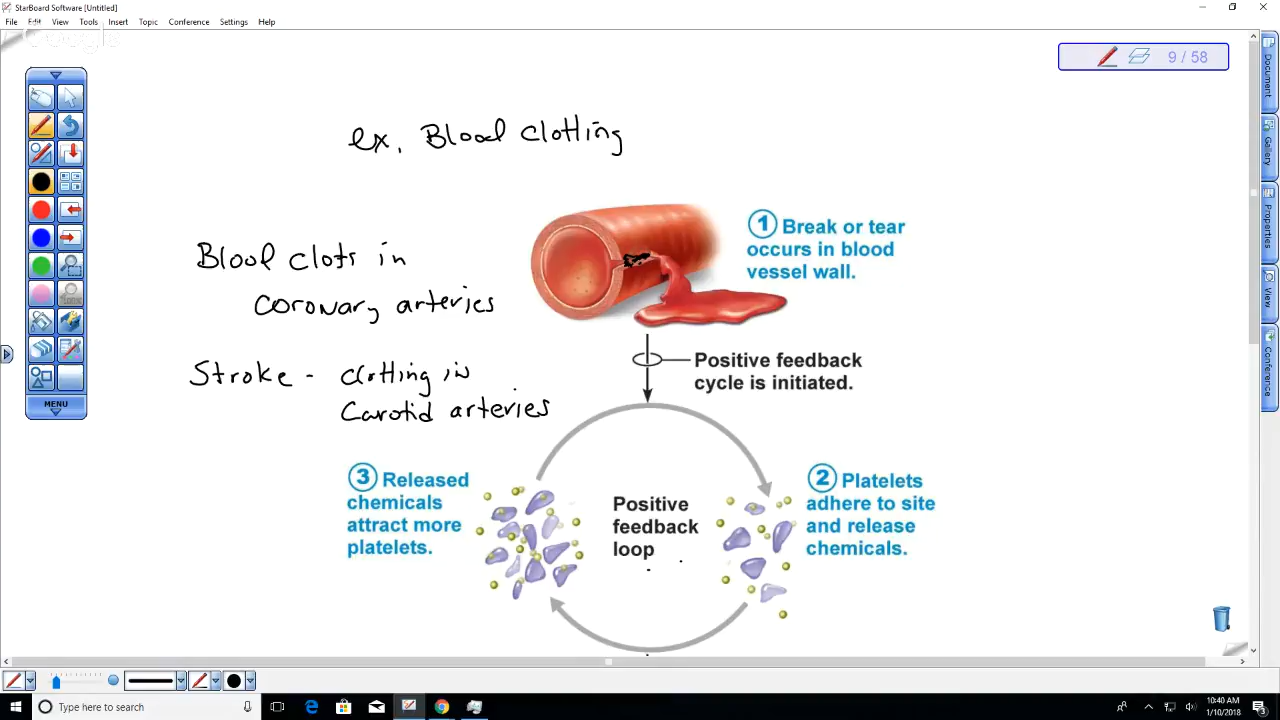 StarBoard Software [Untitled]
File Edit View Tools Insert Topic Conference Settings Help
9 / 58
Document
Gallery
Properties
View
Conference
MENU
ex. Blood clotting
Blood clots in
coronary arteries
Stroke - clotting in
Carotid arteries
1 Break or tear
occurs in blood
vessel wall.
Positive feedback
cycle is initiated.
3 Released
chemicals
attract more
platelets.
Positive
feedback
loop
2 Platelets
adhere to site
and release
chemicals.
Type here to search
10:40 AM
1/10/2018
3